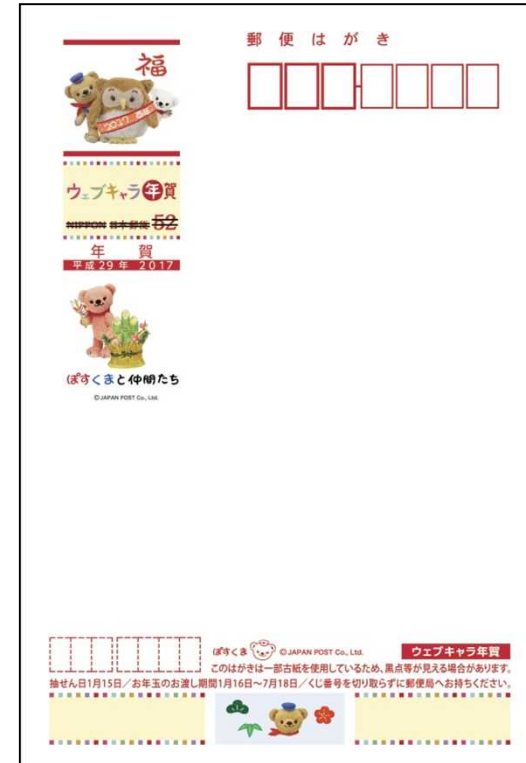 郵便はがき
福
2017
ウェブキャラ年賀
NIPPON 日本郵便 52
年賀
平成29年 2017
ぽすくまと仲間たち
©JAPAN POST Co., Ltd.
ぽすくま ©JAPAN POST Co., Ltd. ウェブキャラ年賀
このはがきは一部古紙を使用しているため、黒点等が見える場合があります。
抽せん日1月15日/お年玉のお渡し期間1月16日~7月18日/くじ番号を切り取らずに郵便局へお持ちください。